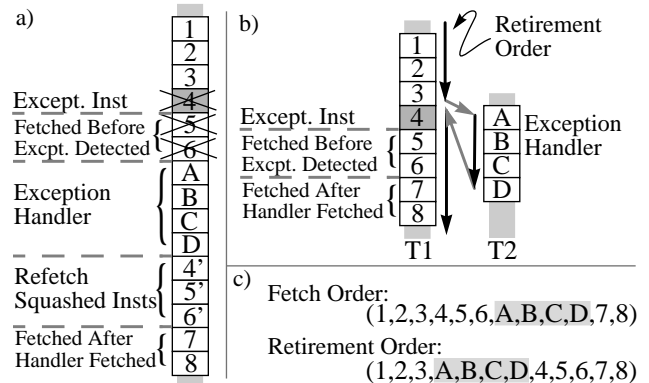 a)
1
2
3
Except. Inst
4
Fetched Before
Excpt. Detected
5
6
Exception
Handler
A
B
C
D
Refetch
Squashed Insts
4'
5'
6'
Fetched After
Handler Fetched
7
8
b)
Retirement
Order
1
2
3
Except. Inst
4
Fetched Before
Excpt. Detected
5
6
Fetched After
Handler Fetched
7
8
T1
A
B
C
D
Exception
Handler
T2
c)
Fetch Order:
(1,2,3,4,5,6,A,B,C,D,7,8)
Retirement Order:
(1,2,3,A,B,C,D,4,5,6,7,8)